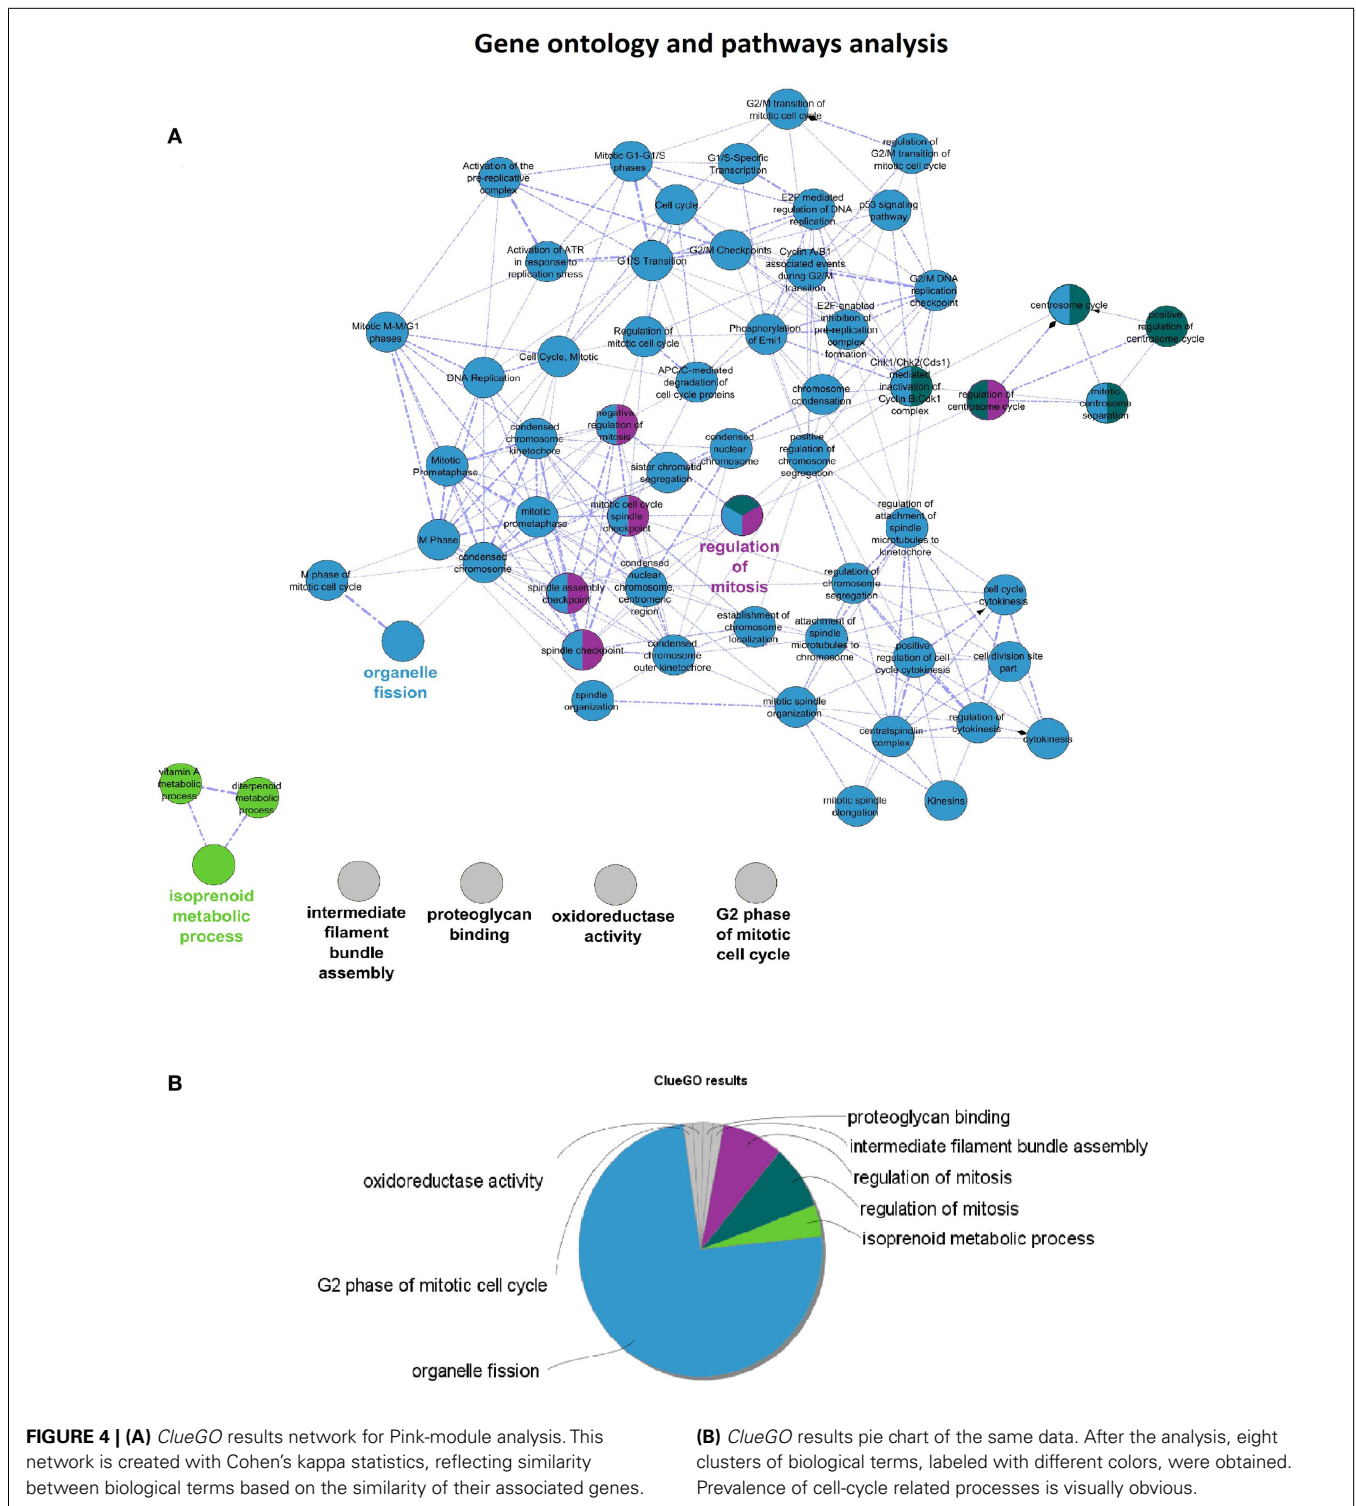 Gene ontology and pathways analysis
A
G2/M transition of
mitotic cell cycle
regulation of
G2/M transition of
mitotic cell cycle
Mitotic G1-G1/S
phases
G1/S-Specific
Transcription
Activation of the
pre-replicative
complex
Cell cycle
E2F mediated
regulation of DNA
replication
p53 signaling
pathway
Activation of ATR
in response to
replication stress
G1/S Transition
G2/M Checkpoints
Cyclin A/B1
associated events
during G2/M
transition
G2/M DNA
replication
checkpoint
centrosome cycle
positive
regulation of
centrosome cycle
Mitotic M-M/G1
phases
Regulation of
mitotic cell cycle
Phosphorylation
of Emi1
E2F-enabled
inhibition of
pre-replication
complex
formation
Cell Cycle, Mitotic
DNA Replication
APC/C-mediated
degradation of
cell cycle proteins
chromosome
condensation
Chk1/Chk2(Cds1)
mediated
inactivation of
Cyclin B:Cdk1
complex
regulation of
centrosome cycle
mitotic
centrosome
separation
negative
regulation of
mitosis
condensed
chromosome
kinetochore
condensed
nuclear
chromosome
positive
regulation of
chromosome
segregation
Mitotic
Prometaphase
sister chromatid
segregation
mitotic
prometaphase
mitotic cell cycle
spindle
checkpoint
regulation
of
mitosis
regulation of
attachment of
spindle
microtubules to
kinetochore
M Phase
condensed
chromosome
M phase of
mitotic cell cycle
spindle assembly
checkpoint
condensed
nuclear
chromosome,
centromeric
region
regulation of
chromosome
segregation
cell cycle
cytokinesis
organelle
fission
spindle checkpoint
condensed
chromosome
outer kinetochore
establishment of
chromosome
localization
attachment of
spindle
microtubules to
chromosome
positive
regulation of cell
cycle cytokinesis
cell division site
part
spindle
organization
mitotic spindle
organization
centralspindlin
complex
regulation of
cytokinesis
cytokinesis
mitotic spindle
elongation
Kinesins
vitamin A
metabolic
process
diterpenoid
metabolic
process
isoprenoid
metabolic
process
intermediate
filament
bundle
assembly
proteoglycan
binding
oxidoreductase
activity
G2 phase
of mitotic
cell cycle
B
ClueGO results
proteoglycan binding
intermediate filament bundle assembly
regulation of mitosis
regulation of mitosis
isoprenoid metabolic process
oxidoreductase activity
G2 phase of mitotic cell cycle
organelle fission
FIGURE 4 | (A) ClueGO results network for Pink-module analysis. This
network is created with Cohen's kappa statistics, reflecting similarity
between biological terms based on the similarity of their associated genes.
(B) ClueGO results pie chart of the same data. After the analysis, eight
clusters of biological terms, labeled with different colors, were obtained.
Prevalence of cell-cycle related processes is visually obvious.